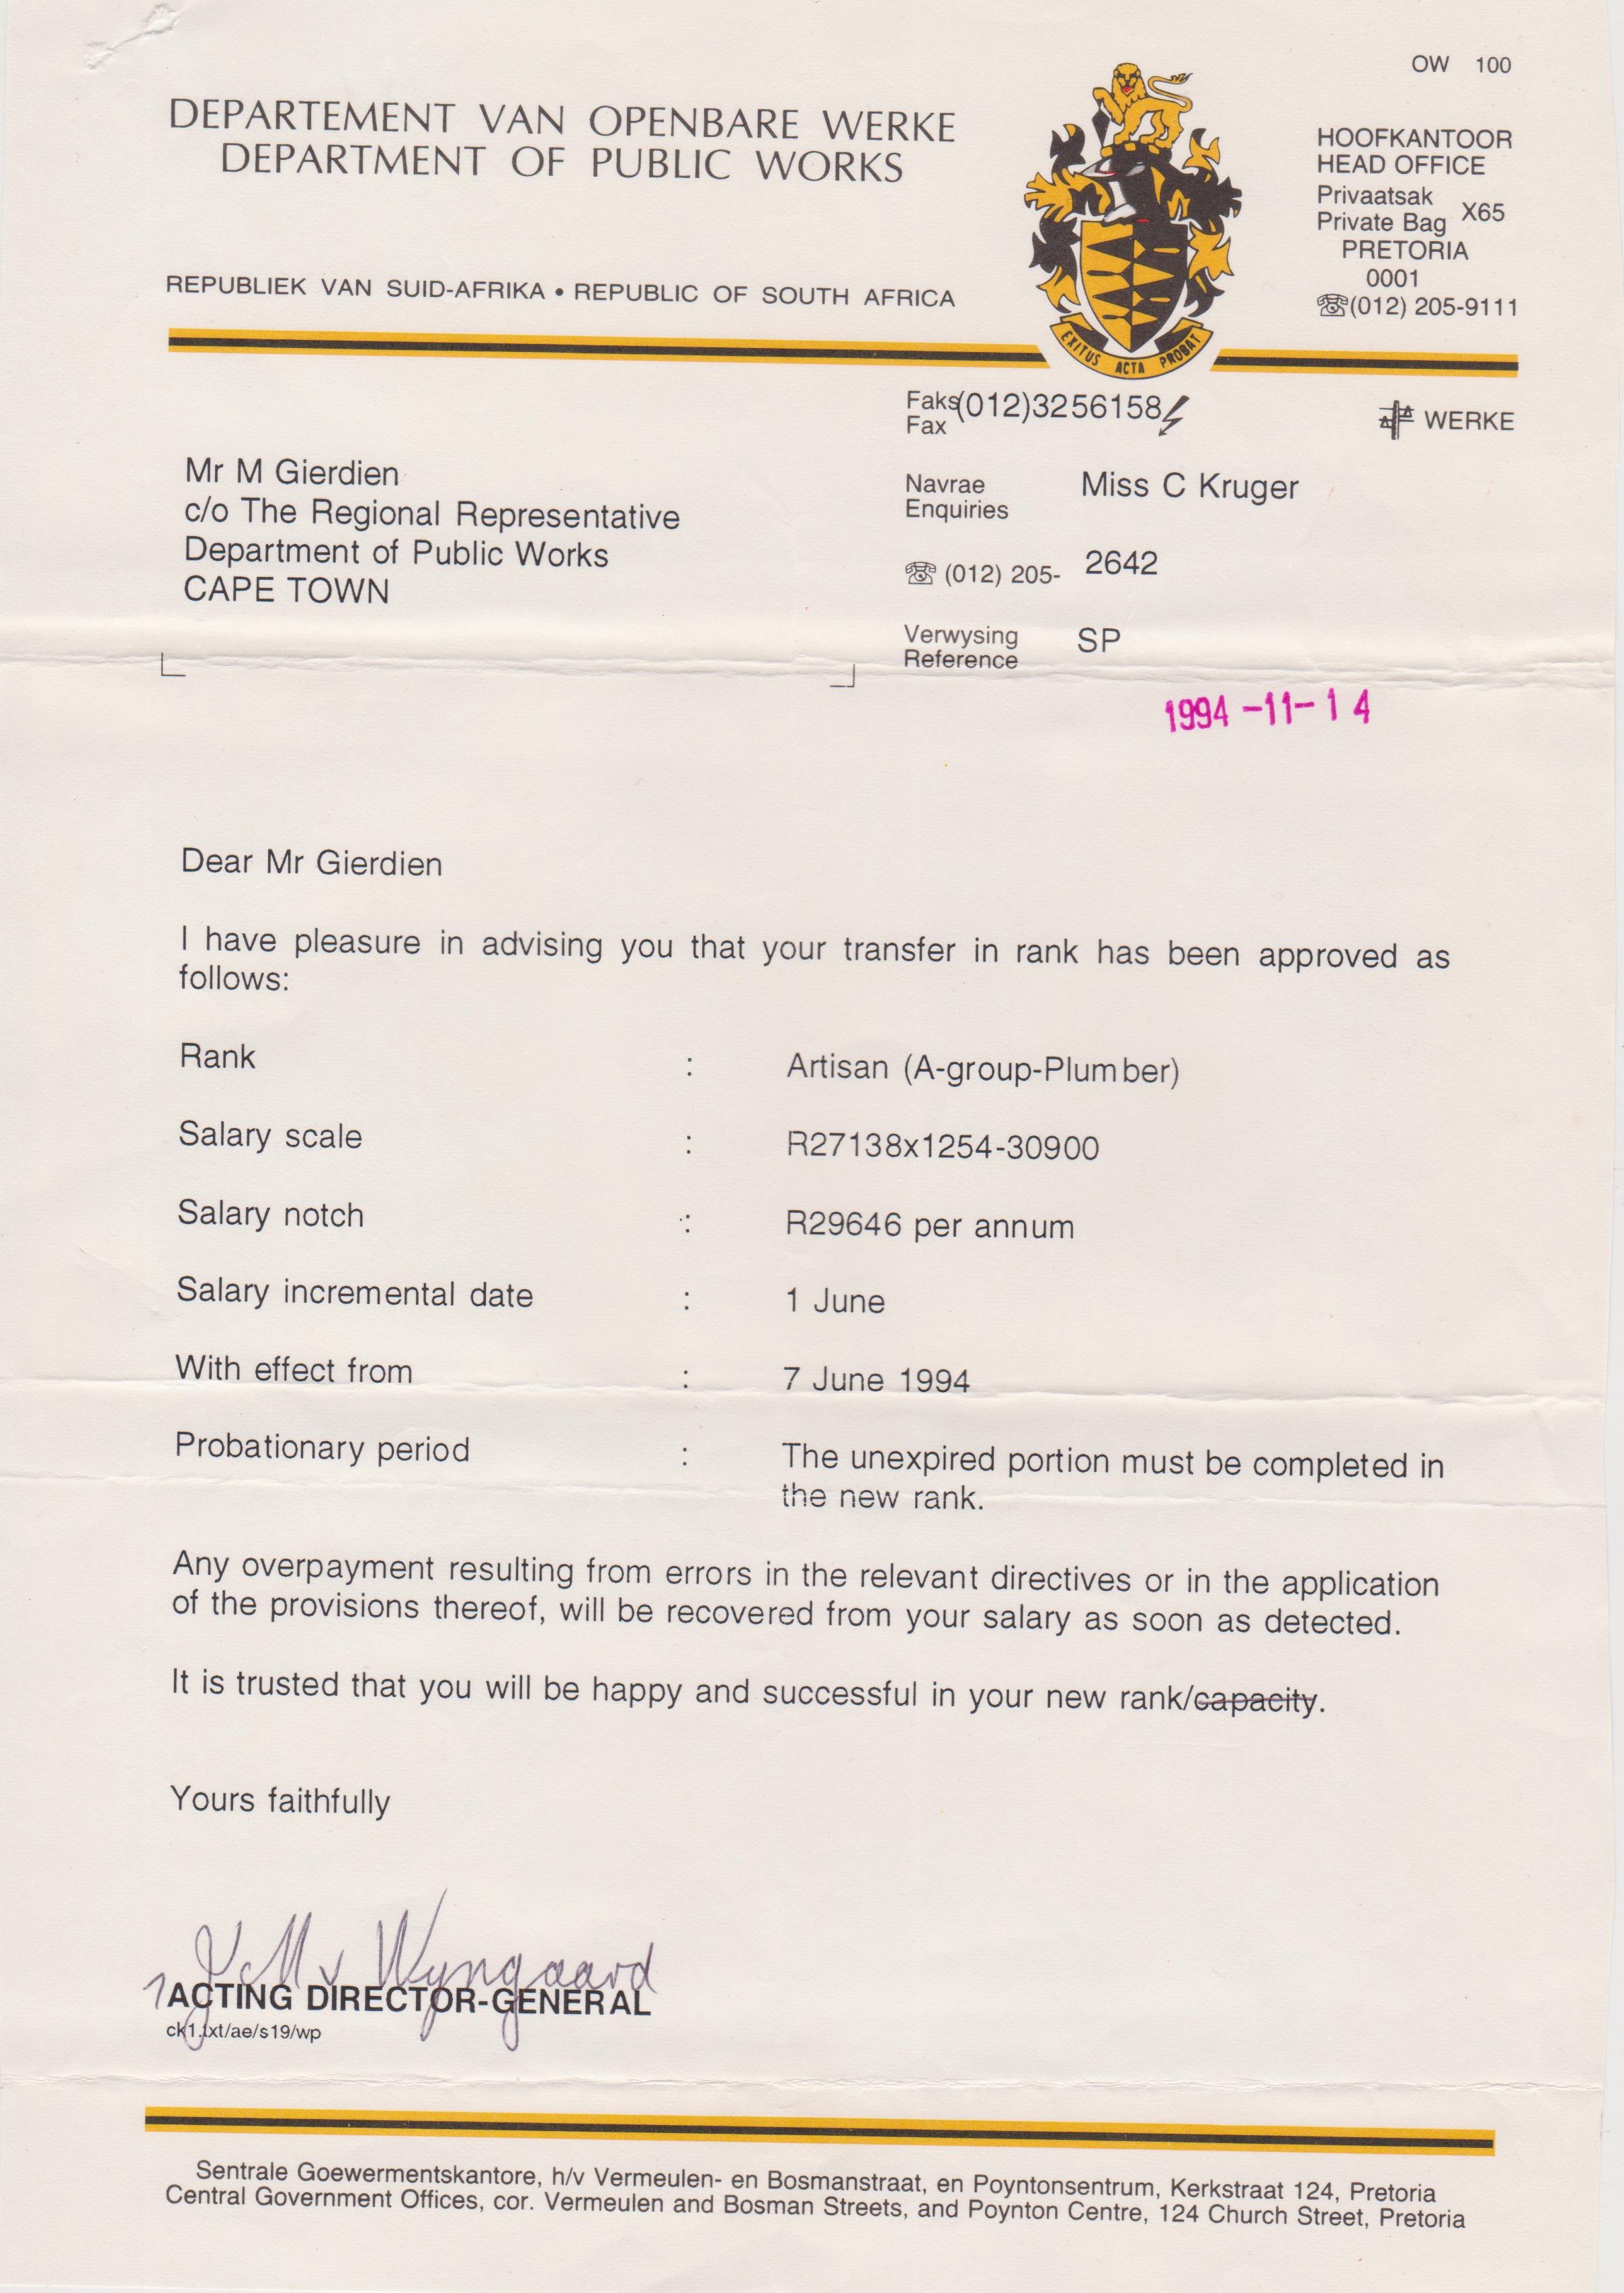 OW 100
DEPARTEMENT VAN OPENBARE WERKE
DEPARTMENT OF PUBLIC WORKS
REPUBLIEK VAN SUID-AFRIKA • REPUBLIC OF SOUTH AFRICA
EXITUS ACTA PROBAT
HOOFKANTOOR
HEAD OFFICE
Privaatsak
Private Bag X65
PRETORIA
0001
☎(012) 205-9111
Faks (012)3256158
Fax
WERKE
Mr M Gierdien
c/o The Regional Representative
Department of Public Works
CAPE TOWN
Navrae
Enquiries Miss C Kruger
☎ (012) 205- 2642
Verwysing
Reference SP
1994 -11- 14
Dear Mr Gierdien
I have pleasure in advising you that your transfer in rank has been approved as
follows:
Rank : Artisan (A-group-Plumber)
Salary scale : R27138x1254-30900
Salary notch : R29646 per annum
Salary incremental date : 1 June
With effect from : 7 June 1994
Probationary period : The unexpired portion must be completed in
the new rank.
Any overpayment resulting from errors in the relevant directives or in the application
of the provisions thereof, will be recovered from your salary as soon as detected.
It is trusted that you will be happy and successful in your new rank/capacity.
Yours faithfully
Wyngaard
ACTING DIRECTOR-GENERAL
ck1.txt/ae/s19/wp
Sentrale Goewermentskantore, h/v Vermeulen- en Bosmanstraat, en Poyntonsentrum, Kerkstraat 124, Pretoria
Central Government Offices, cor. Vermeulen and Bosman Streets, and Poynton Centre, 124 Church Street, Pretoria